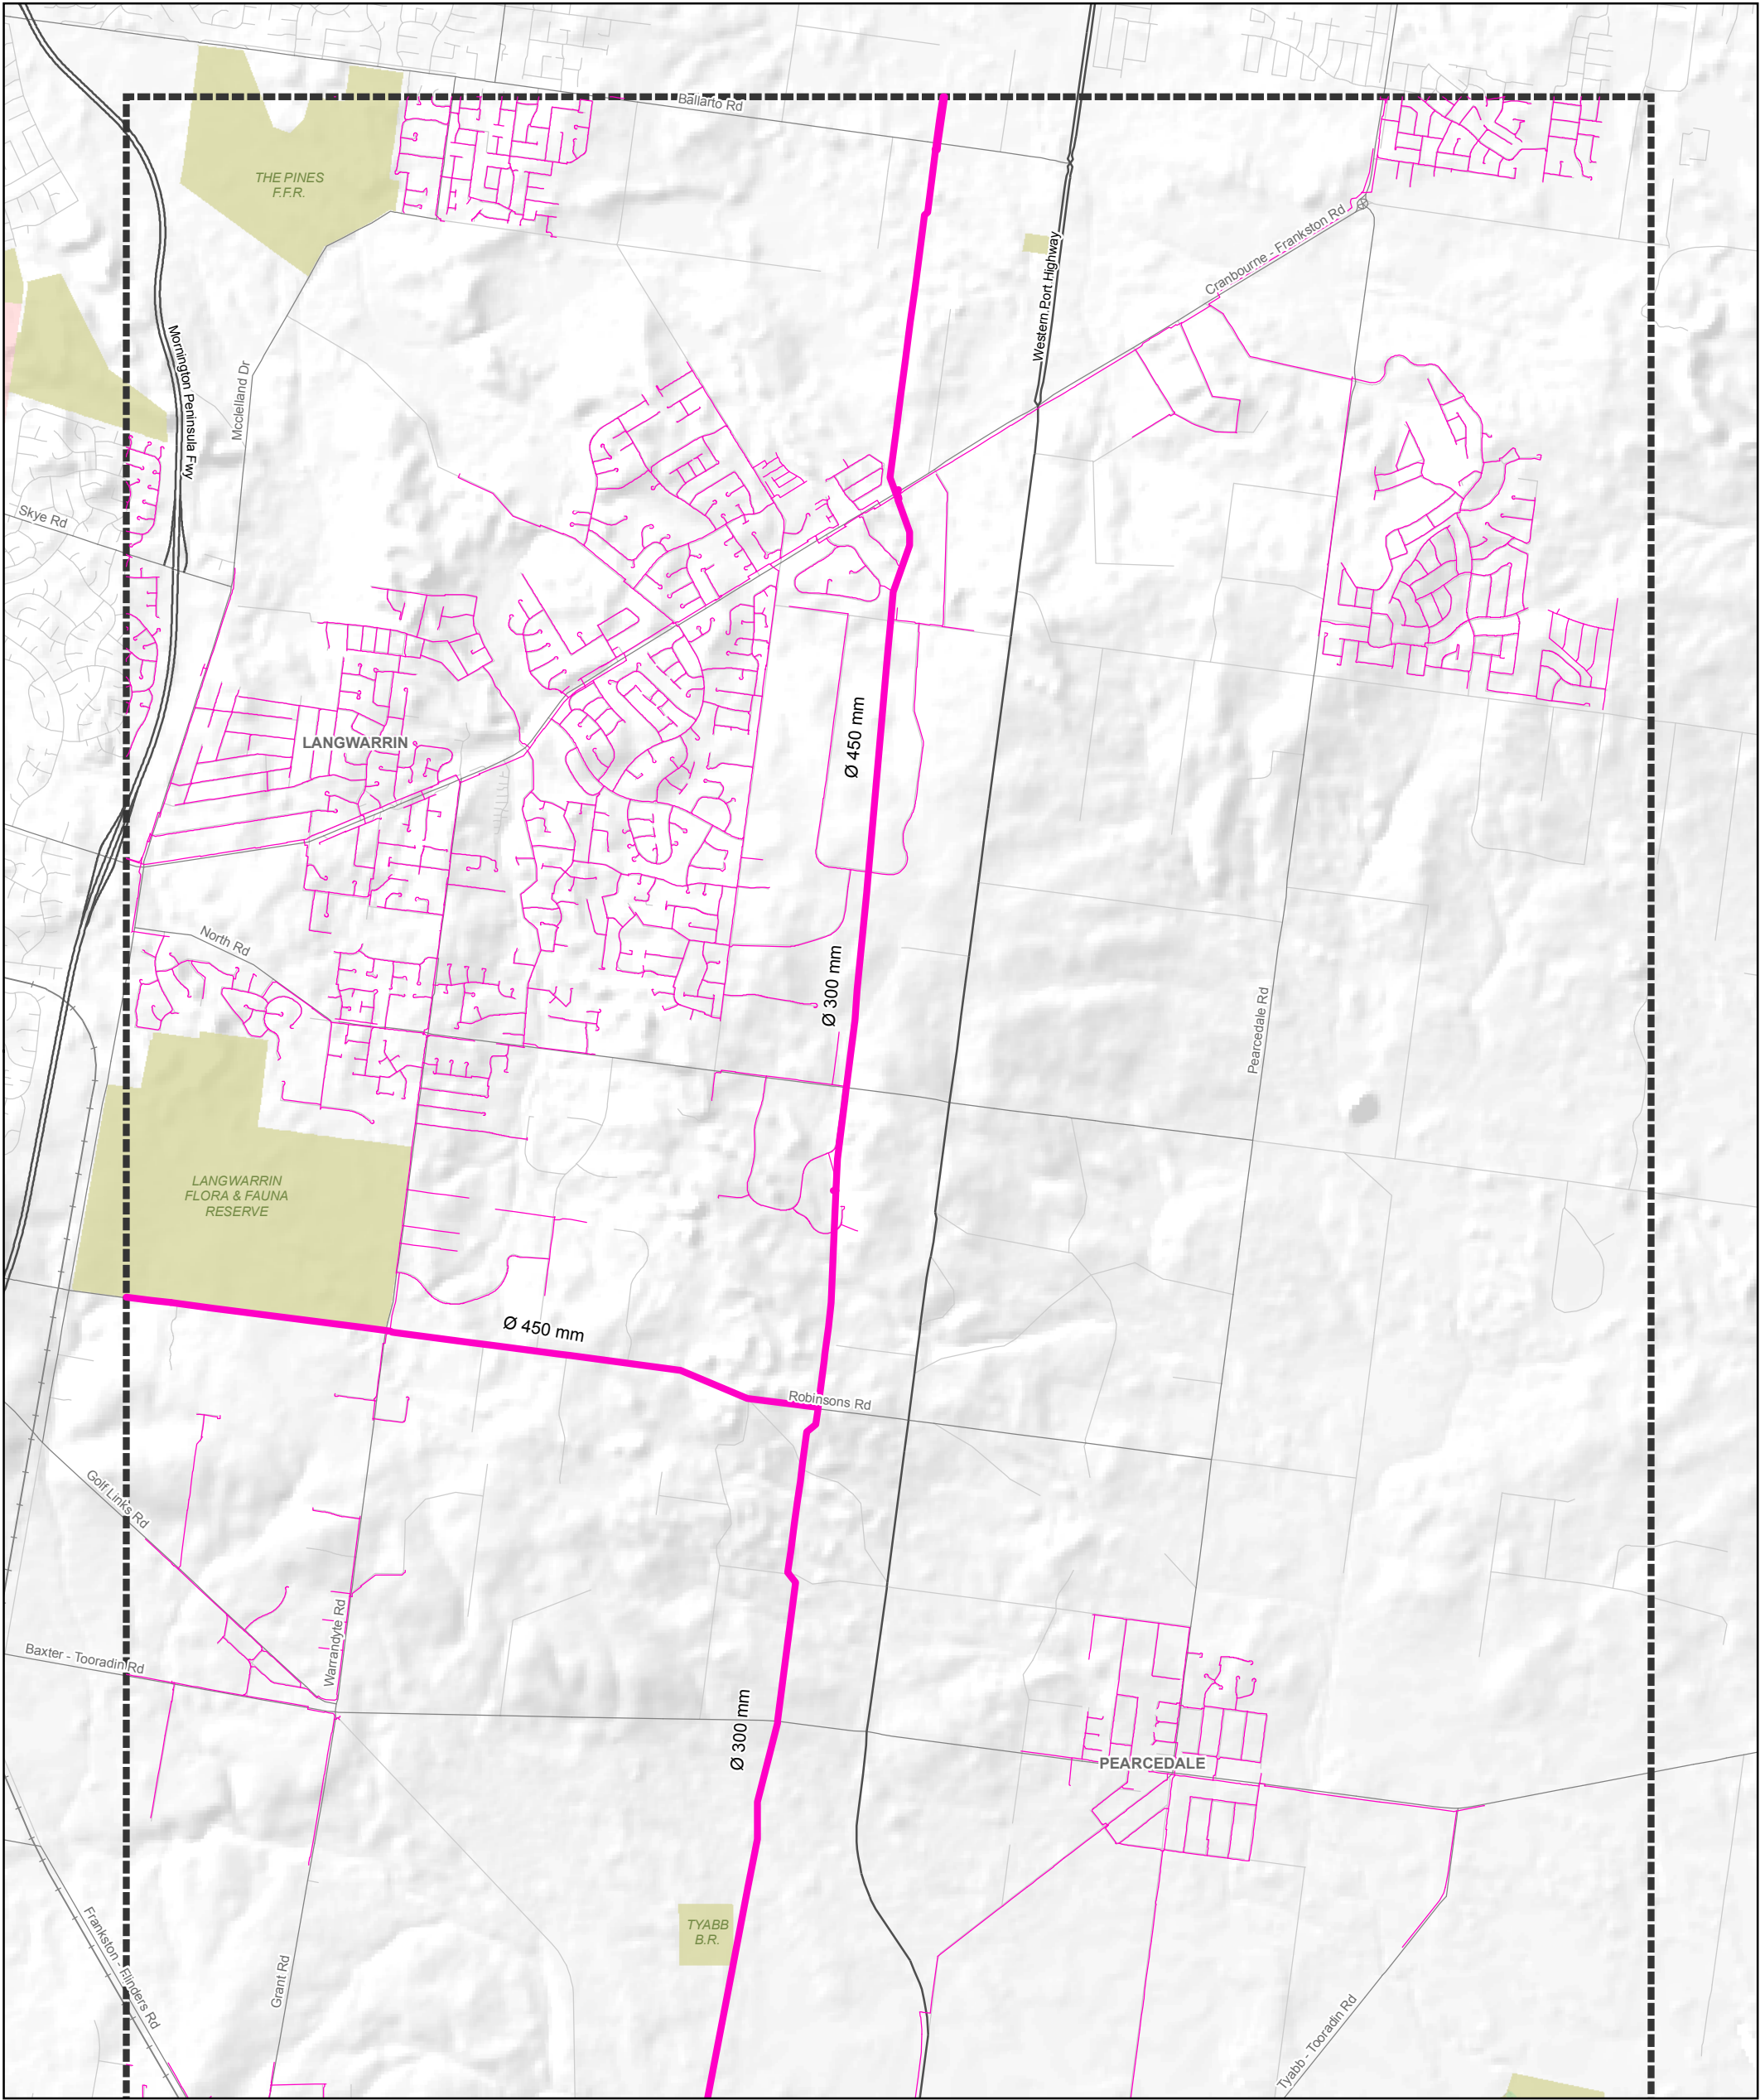 Ballarto Rd
THE PINES
F.F.R.
Cranbourne - Frankston Rd
Western Port Highway
Mornington Peninsula Fwy
Mcclelland Dr
Skye Rd
LANGWARRIN
Ø 450 mm
North Rd
Ø 300 mm
Pearcedale Rd
LANGWARRIN
FLORA & FAUNA
RESERVE
Ø 450 mm
Robinsons Rd
Golf Links Rd
Warrandyte Rd
Baxter - Tooradin Rd
Ø 300 mm
PEARCEDALE
TYABB
B.R.
Frankston - Flinders Rd
Grant Rd
Tyabb - Tooradin Rd